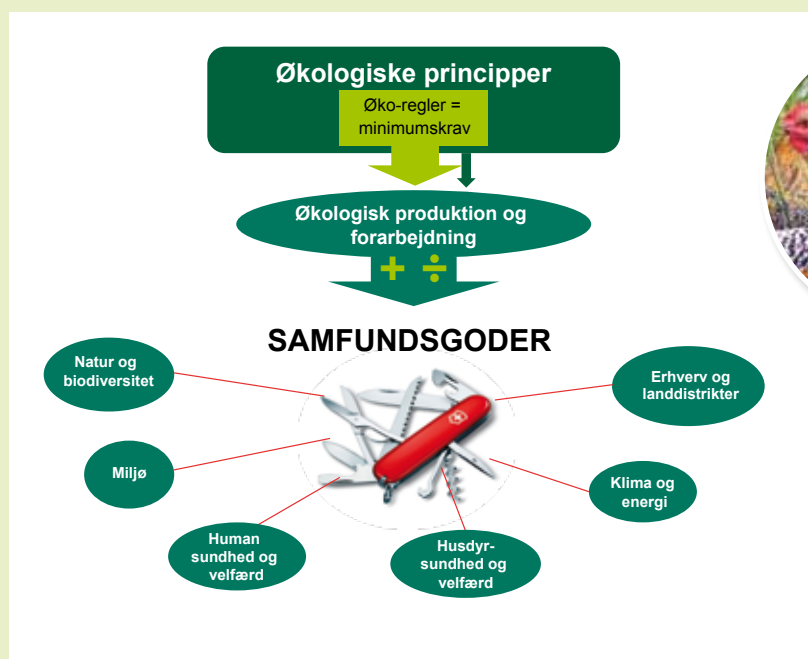 Økologiske principper
Øko-regler =
minimumskrav
Økologisk produktion og
forarbejdning
+ ÷
SAMFUNDSGODER
Natur og
biodiversitet
Erhverv og
landdistrikter
Miljø
Klima og
energi
Human
sundhed og
velfærd
Husdyr-
sundhed og
velfærd